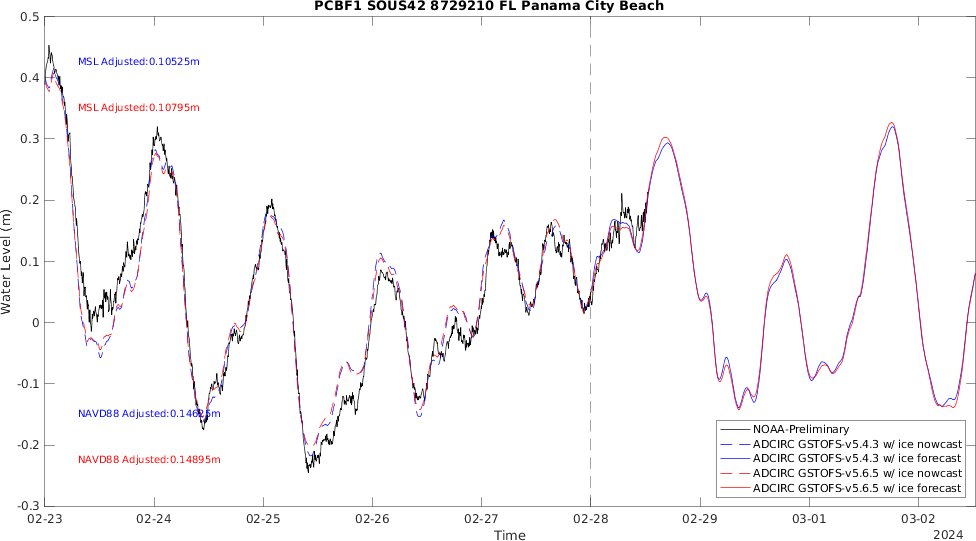 PCBF1 SOUS42 8729210 FL Panama City Beach
0.5
0.4
0.3
0.2
0.1
0
-0.1
-0.2
-0.3
Water Level (m)
MSL Adjusted:0.10525m
MSL Adjusted:0.10795m
NAVD88 Adjusted:0.14625m
NAVD88 Adjusted:0.14895m
NOAA-Preliminary
ADCIRC GSTOFS-v5.4.3 w/ ice nowcast
ADCIRC GSTOFS-v5.4.3 w/ ice forecast
ADCIRC GSTOFS-v5.6.5 w/ ice nowcast
ADCIRC GSTOFS-v5.6.5 w/ ice forecast
02-23 02-24 02-25 02-26 02-27 02-28 02-29 03-01 03-02
Time
2024